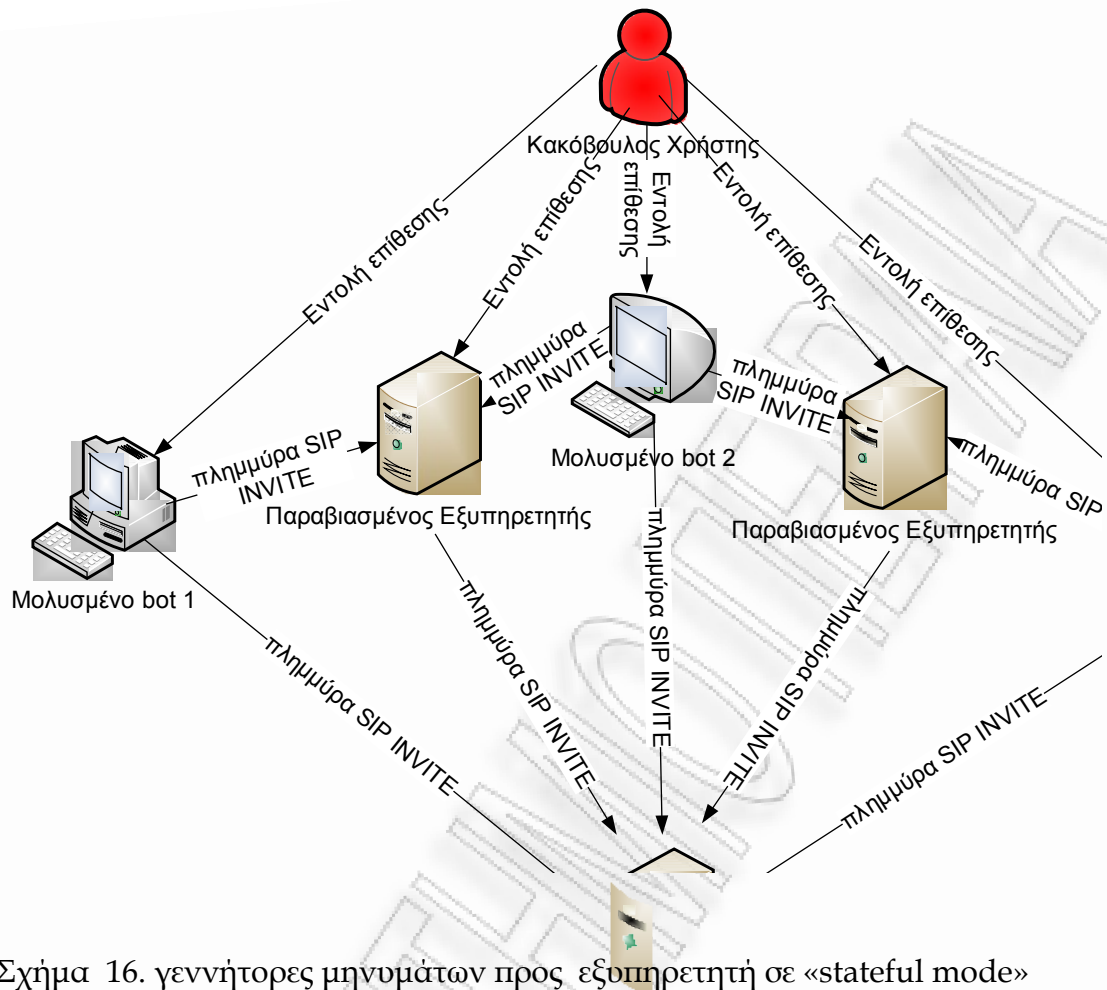 Κακόβουλος Χρήστης
Εντολή επίθεσης
Εντολή επίθεσης
Εντολή
επίθεσης
Εντολή επίθεσης
Εντολή επίθεσης
πλημμύρα
SIP INVITE
πλημμύρα
SIP INVITE
πλημμύρα SIP
INVITE
πλημμύρα SIP
Μολυσμένο bot 2
Παραβιασμένος Εξυπηρετητής
Παραβιασμένος Εξυπηρετητής
Μολυσμένο bot 1
πλημμύρα SIP INVITE
πλημμύρα SIP INVITE
πλημμύρα SIP INVITE
πλημμύρα SIP INVITE
πλημμύρα SIP INVITE
Σχήμα 16. γεννήτορες μηνυμάτων προς εξυπηρετητή σε «stateful mode»